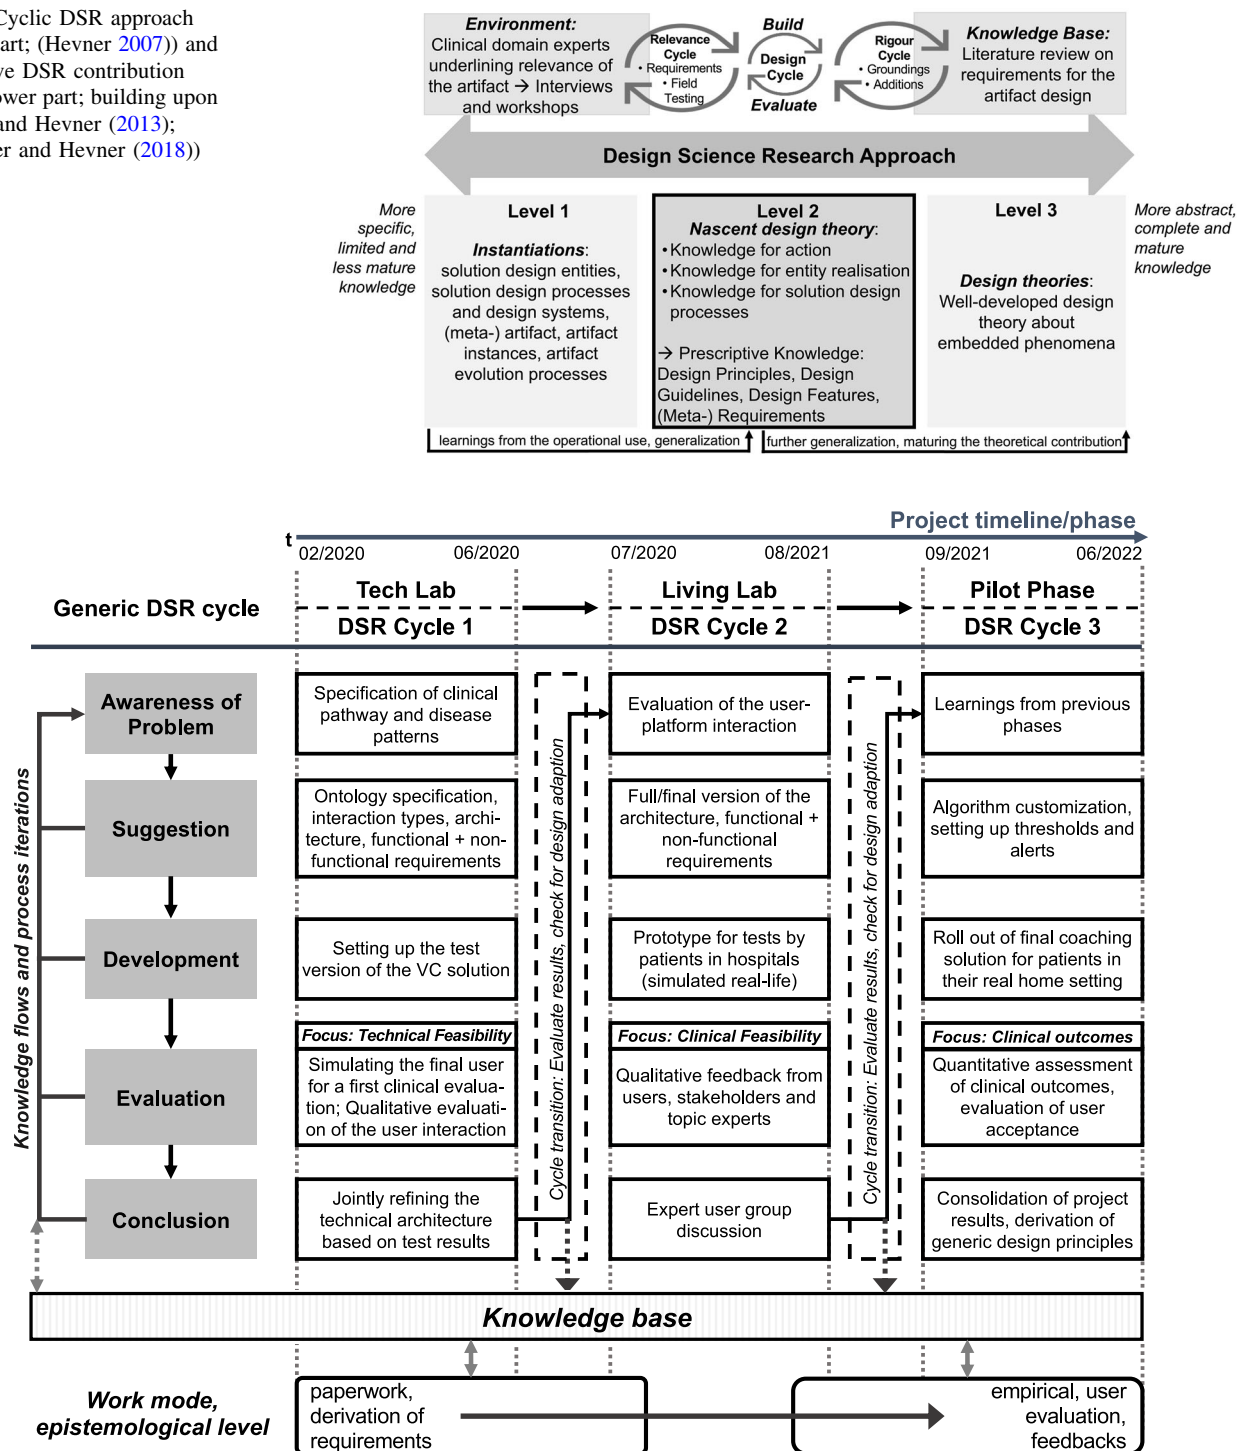 Cyclic DSR approach
art; (Hevner 2007)) and
ve DSR contribution
ower part; building upon
and Hevner (2013);
er and Hevner (2018))
Environment:
Clinical domain experts
underlining relevance of
the artifact → Interviews
and workshops
Relevance
Cycle
• Requirements
• Field
Testing
Build
Design
Cycle
Evaluate
Rigour
Cycle
• Groundings
• Additions
Knowledge Base:
Literature review on
requirements for the
artifact design
Design Science Research Approach
More
specific,
limited and
less mature
knowledge
Level 1
Instantiations:
solution design entities,
solution design processes
and design systems,
(meta-) artifact, artifact
instances, artifact
evolution processes
Level 2
Nascent design theory:
• Knowledge for action
• Knowledge for entity realisation
• Knowledge for solution design
processes
→ Prescriptive Knowledge:
Design Principles, Design
Guidelines, Design Features,
(Meta-) Requirements
Level 3
Design theories:
Well-developed design
theory about
embedded phenomena
More abstract,
complete and
mature
knowledge
learnings from the operational use, generalization
further generalization, maturing the theoretical contribution
Project timeline/phase
t
02/2020
06/2020
07/2020
08/2021
09/2021
06/2022
Generic DSR cycle
Tech Lab
DSR Cycle 1
Living Lab
DSR Cycle 2
Pilot Phase
DSR Cycle 3
Knowledge flows and process iterations
Awareness of
Problem
Specification of clinical
pathway and disease
patterns
Evaluation of the user-
platform interaction
Learnings from previous
phases
Suggestion
Ontology specification,
interaction types, archi-
tecture, functional + non-
functional requirements
Full/final version of the
architecture, functional +
non-functional
requirements
Algorithm customization,
setting up thresholds and
alerts
Development
Setting up the test
version of the VC solution
Prototype for tests by
patients in hospitals
(simulated real-life)
Roll out of final coaching
solution for patients in
their real home setting
Evaluation
Focus: Technical Feasibility
Simulating the final user
for a first clinical evalua-
tion; Qualitative evaluati-
on of the user interaction
Focus: Clinical Feasibility
Qualitative feedback from
users, stakeholders and
topic experts
Focus: Clinical outcomes
Quantitative assessment
of clinical outcomes,
evaluation of user
acceptance
Conclusion
Jointly refining the
technical architecture
based on test results
Expert user group
discussion
Consolidation of project
results, derivation of
generic design principles
Cycle transition: Evaluate results, check for design adaption
Cycle transition: Evaluate results, check for design adaption
Knowledge base
Work mode,
epistemological level
paperwork,
derivation of
requirements
empirical, user
evaluation,
feedbacks